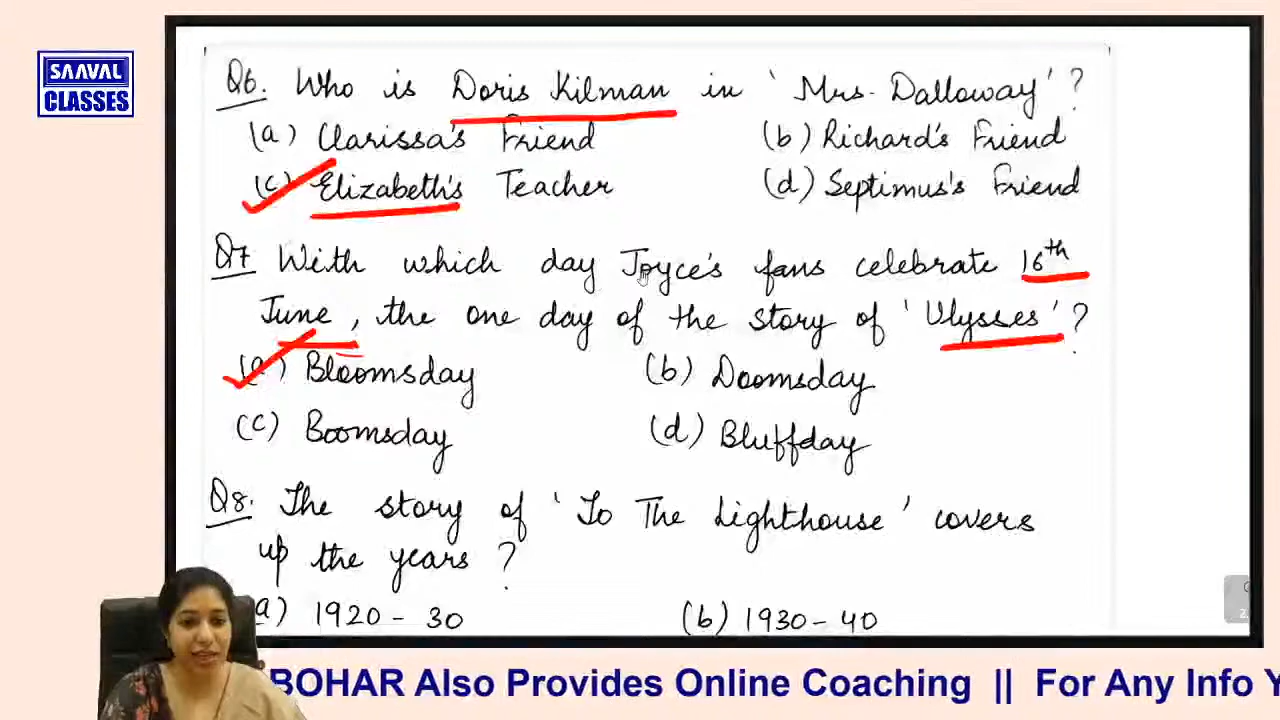 SAAVAL
CLASSES
Q6. Who is Doris Kilman in 'Mrs. Dalloway'?
(a) Clarissa's Friend (b) Richard's Friend
(c) Elizabeth's Teacher (d) Septimus's Friend
Q7 With which day Joyce's fans celebrate 16th
June, the one day of the story of 'Ulysses'?
(a) Bloomsday (b) Doomsday
(c) Boomsday (d) Bluffday
Q8. The story of 'To The Lighthouse' covers
up the years?
a) 1920 - 30 (b) 1930 - 40
BOHAR Also Provides Online Coaching || For Any Info Y